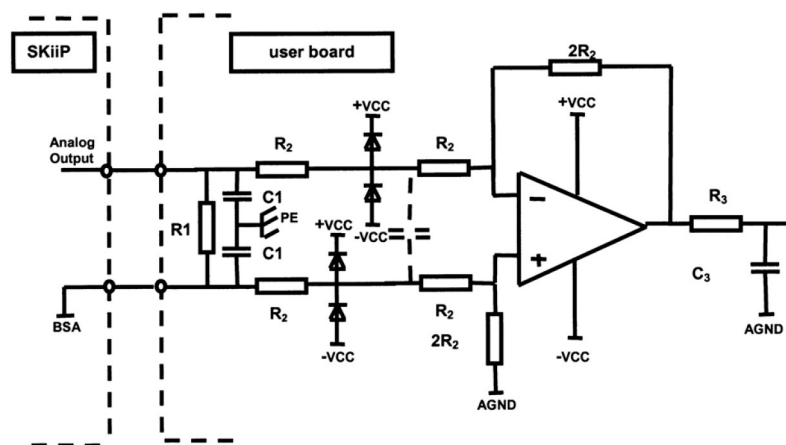 SKiiP
user board
2R₂
+VCC
+VCC
Analog
Output
R₂
R₂
C1
R₃
R1
PE
-VCC
+VCC
C1
C₃
BSA
R₂
R₂
2R₂
-VCC
-VCC
AGND
AGND